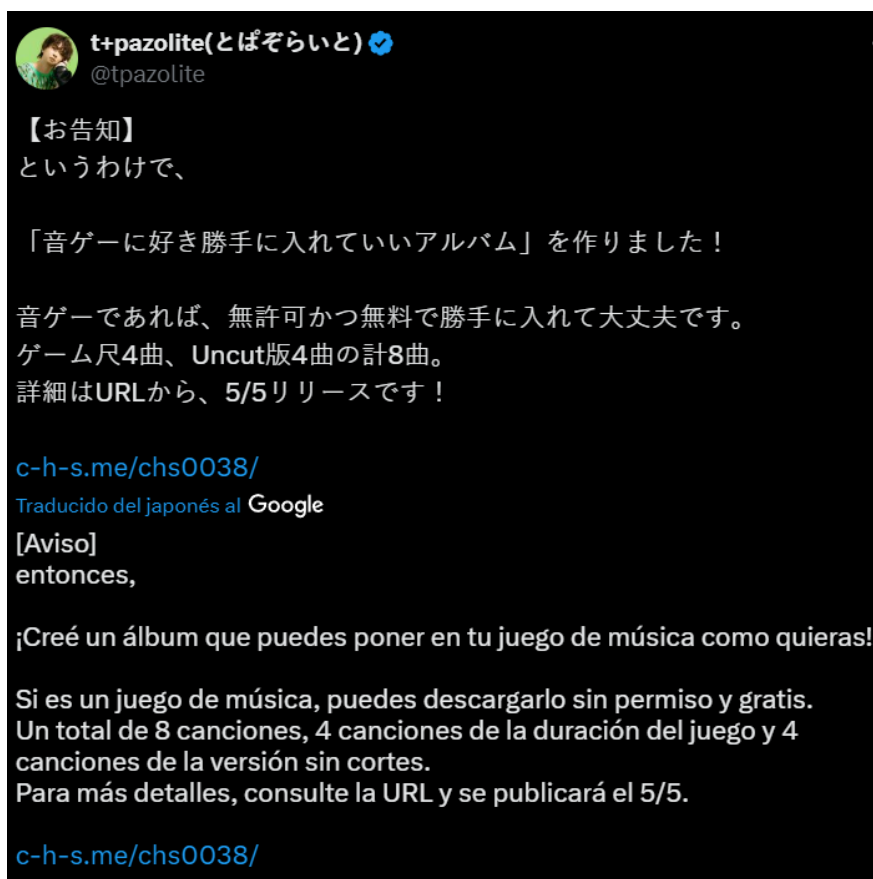 t+pazolite(とぱぞらいと)
@tpazolite
【お告知】
というわけで、
「音ゲーに好き勝手に入れていいアルバム」を作りました！
音ゲーであれば、無許可かつ無料で勝手に入れて大丈夫です。
ゲーム尺4曲、Uncut版4曲の計8曲。
詳細はURLから、5/5リリースです！
c-h-s.me/chs0038/
Traducido del japonés al Google
[Aviso]
entonces,
¡Creé un álbum que puedes poner en tu juego de música como quieras!
Si es un juego de música, puedes descargarlo sin permiso y gratis.
Un total de 8 canciones, 4 canciones de la duración del juego y 4
canciones de la versión sin cortes.
Para más detalles, consulte la URL y se publicará el 5/5.
c-h-s.me/chs0038/